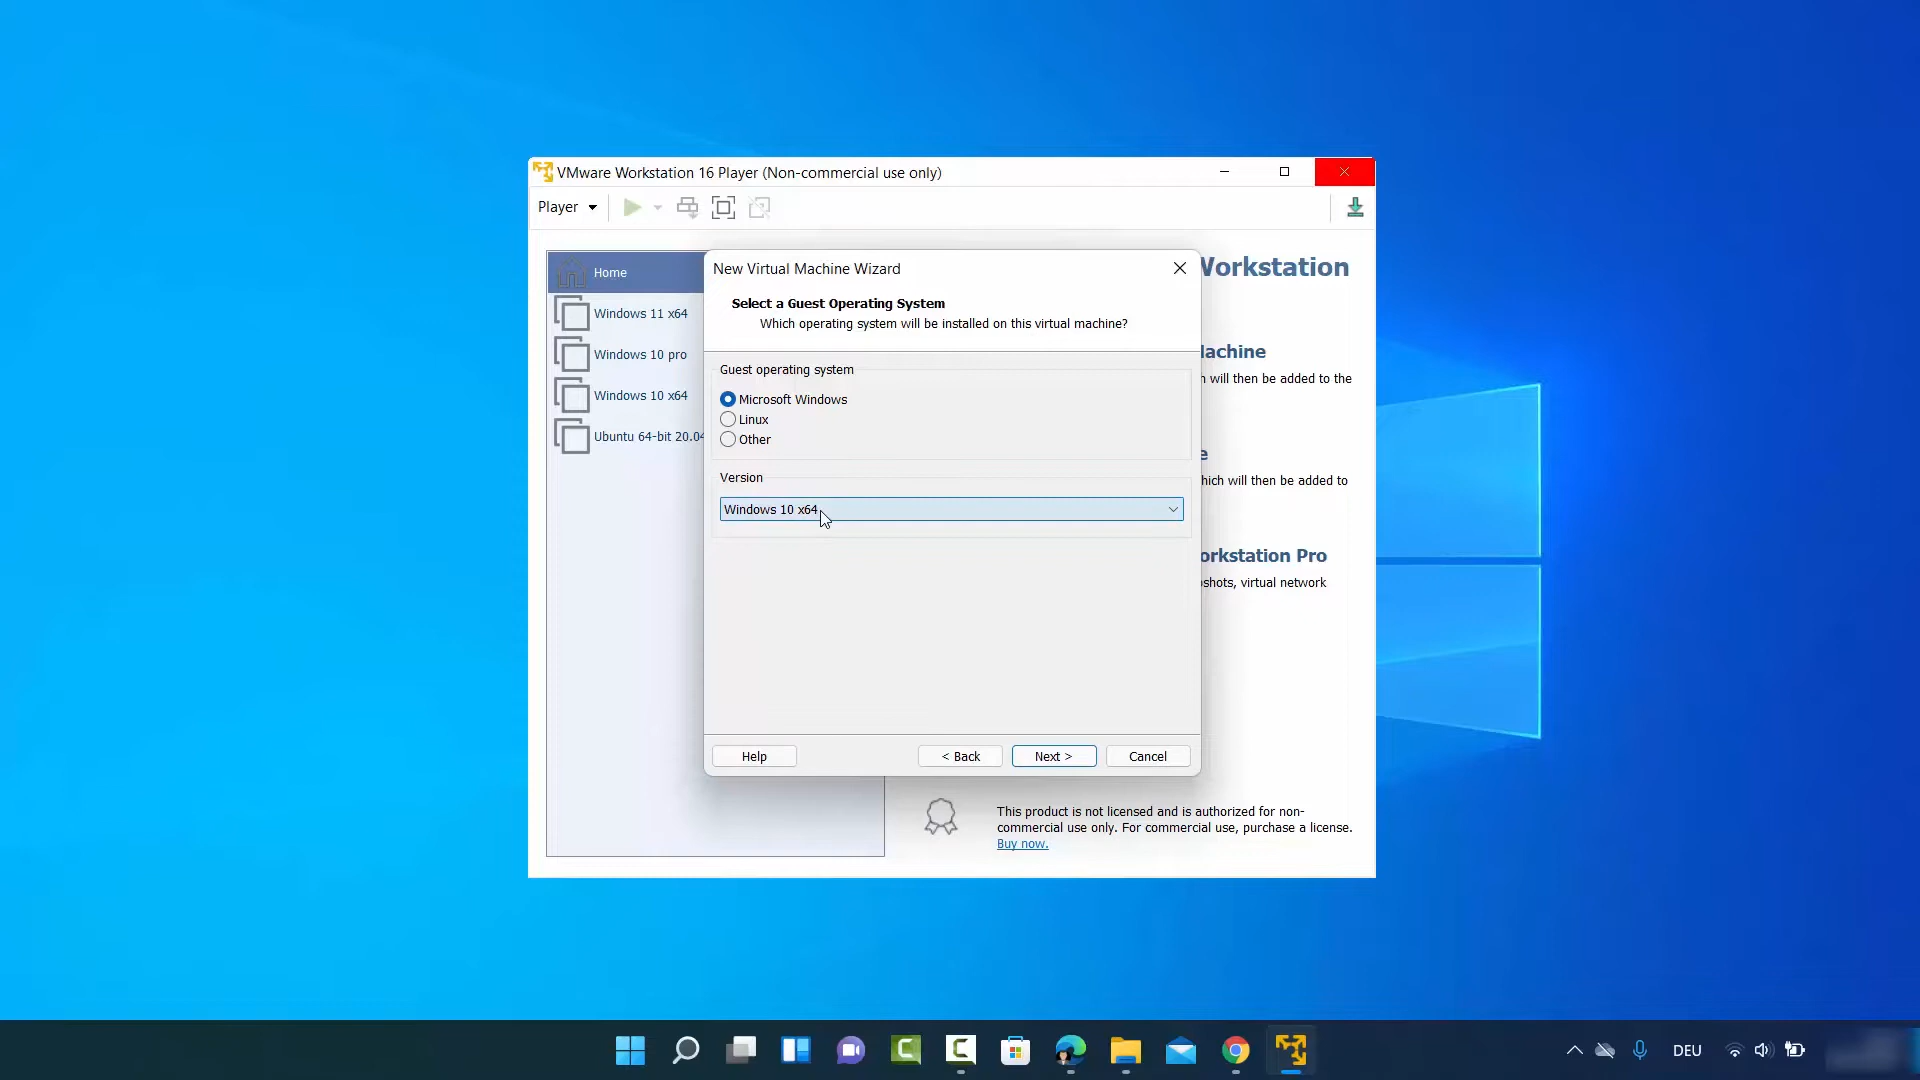 VMware Workstation 16 Player (Non-commercial use only)
Player
Home
Windows 11 x64
Windows 10 pro
Windows 10 x64
Ubuntu 64-bit 20.04
New Virtual Machine Wizard
Select a Guest Operating System
Which operating system will be installed on this virtual machine?
Guest operating system
Microsoft Windows
Linux
Other
Version
Windows 10 x64
Help
< Back
Next >
Cancel
Workstation
Machine
will then be added to the
e
which will then be added to
Workstation Pro
shots, virtual network
This product is not licensed and is authorized for non-
commercial use only. For commercial use, purchase a license.
Buy now.
DEU